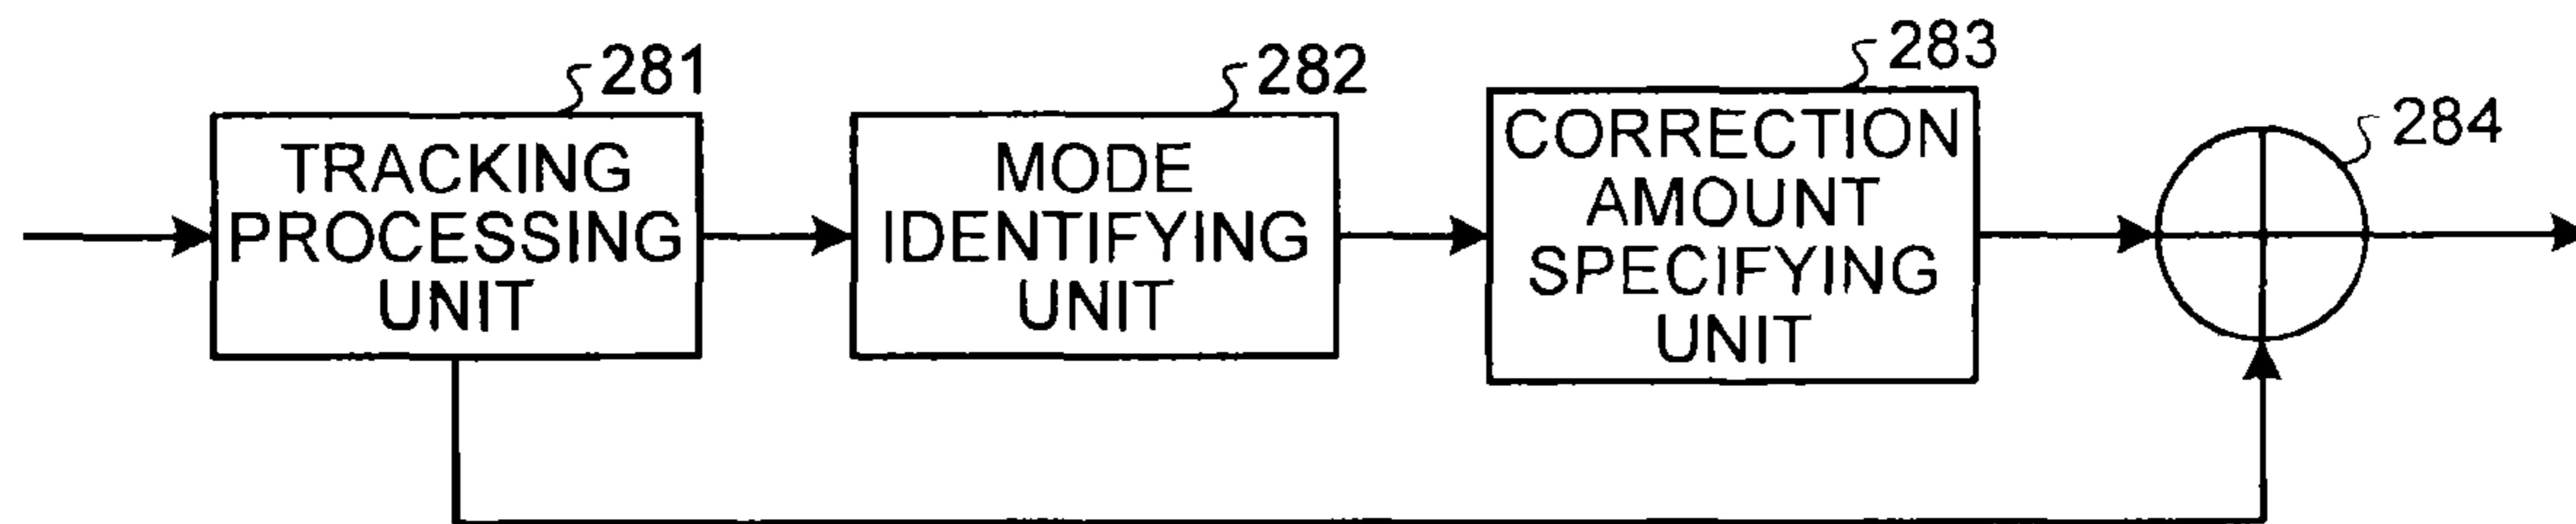 281
TRACKING
PROCESSING
UNIT
282
MODE
IDENTIFYING
UNIT
283
CORRECTION
AMOUNT
SPECIFYING
UNIT
284